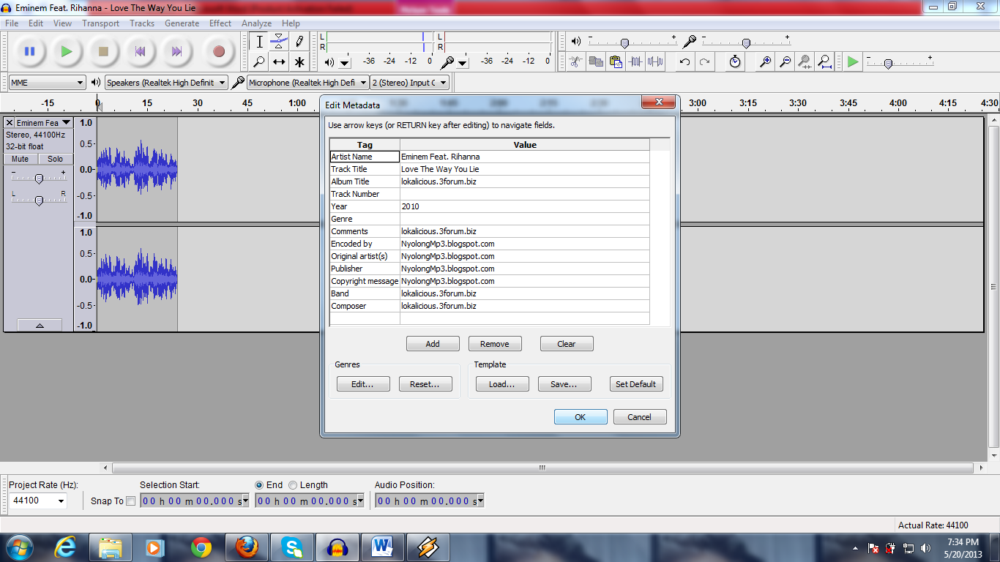 Eminem Feat. Rihanna - Love The Way You Lie
File Edit View Transport Tracks Generate Effect Analyze Help
L
R
-36 -24 -12 0
L
R
-36 -24 -12 0
- +
- +
- +
MME
Speakers (Realtek High Definit
Microphone (Realtek High Defi
2 (Stereo) Input C
-15 0 15 30 45 1:00 3:00 3:15 3:30 3:45 4:00 4:15 4:30
Eminem Fea
Stereo, 44100Hz
32-bit float
Mute Solo
- +
L R
1.0
0.5
0.0
-0.5
-1.0
1.0
0.5
0.0
-0.5
-1.0
Edit Metadata
Use arrow keys (or RETURN key after editing) to navigate fields.
Tag Value
Artist Name Eminem Feat. Rihanna
Track Title Love The Way You Lie
Album Title lokalicious.3forum.biz
Track Number
Year 2010
Genre
Comments lokalicious.3forum.biz
Encoded by NyolongMp3.blogspot.com
Original artist(s) NyolongMp3.blogspot.com
Publisher NyolongMp3.blogspot.com
Copyright message NyolongMp3.blogspot.com
Band lokalicious.3forum.biz
Composer lokalicious.3forum.biz
Add Remove Clear
Genres
Edit... Reset...
Template
Load... Save... Set Default
OK Cancel
Project Rate (Hz):
44100
Snap To
Selection Start:
00 h 00 m 00.000 s
End Length
00 h 00 m 00.000 s
Audio Position:
00 h 00 m 00.000 s
Actual Rate: 44100
7:34 PM
5/20/2013